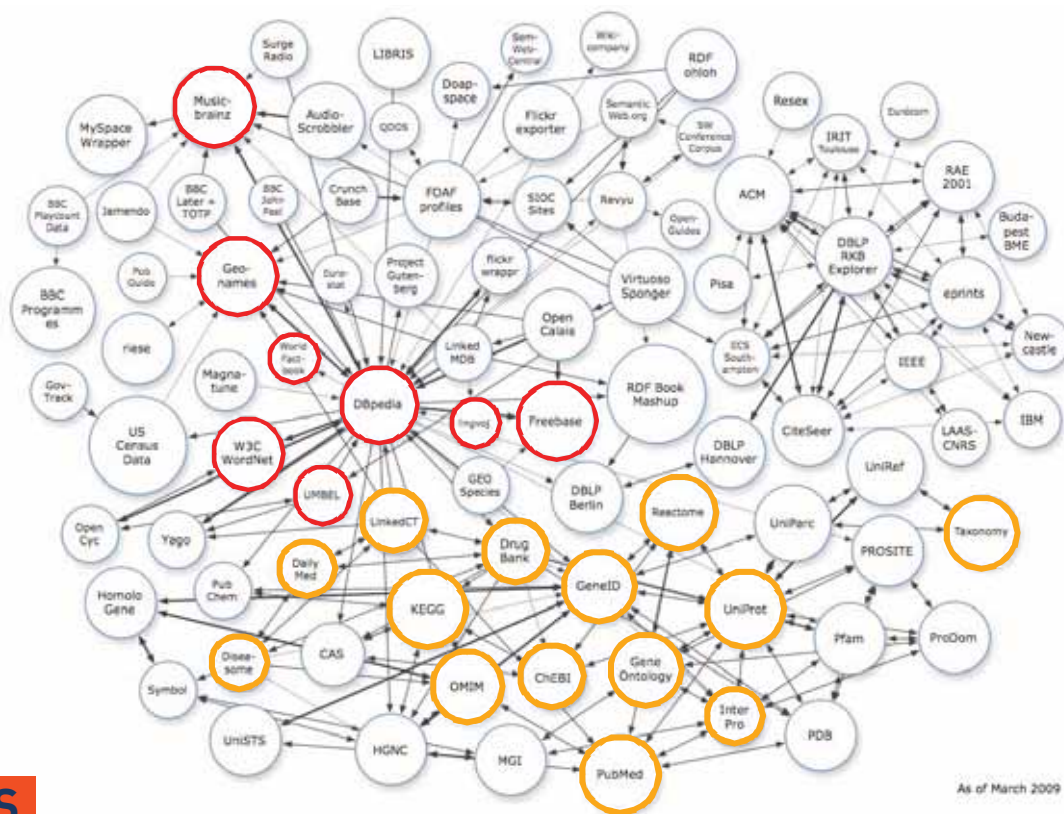 Surge
Radio
LIBRIS
Sem-
Web-
Central
Wiki-
company
RDF
ohloh
Music-
brainz
Doap-
space
MySpace
Wrapper
Audio-
Scrobbler
QDOS
Flickr
exporter
Semantic
Web.org
SW
Conference
Corpus
Resex
Eurécom
IRIT
Toulouse
RAE
2001
ACM
BBC
Playcount
Data
Jamendo
BBC
Later +
TOTP
BBC
John
Peel
Crunch
Base
FOAF
profiles
SIOC
Sites
Revyu
Open-
Guides
DBLP
RKB
Explorer
Buda-
pest
BME
Pub
Guide
Geo-
names
Euro-
stat
Project
Guten-
berg
flickr
wrappr
Virtuoso
Sponger
Pisa
eprints
BBC
Programm
es
riese
World
Fact-
book
Linked
MDB
Open
Calais
ECS
South-
ampton
IEEE
New-
castle
Gov-
Track
Magna-
tune
DBpedia
lingvoj
Freebase
RDF Book
Mashup
CiteSeer
LAAS-
CNRS
IBM
US
Census
Data
W3C
WordNet
DBLP
Hannover
UniRef
UMBEL
GEO
Species
DBLP
Berlin
Reactome
UniParc
Taxonomy
Open
Cyc
Yago
LinkedCT
Drug
Bank
PROSITE
Daily
Med
Pub
Chem
GeneID
Homolo
Gene
KEGG
UniProt
Pfam
ProDom
Disea-
some
CAS
ChEBI
Gene
Ontology
Symbol
OMIM
Inter
Pro
UniSTS
HGNC
MGI
PDB
PubMed
As of March 2009
S